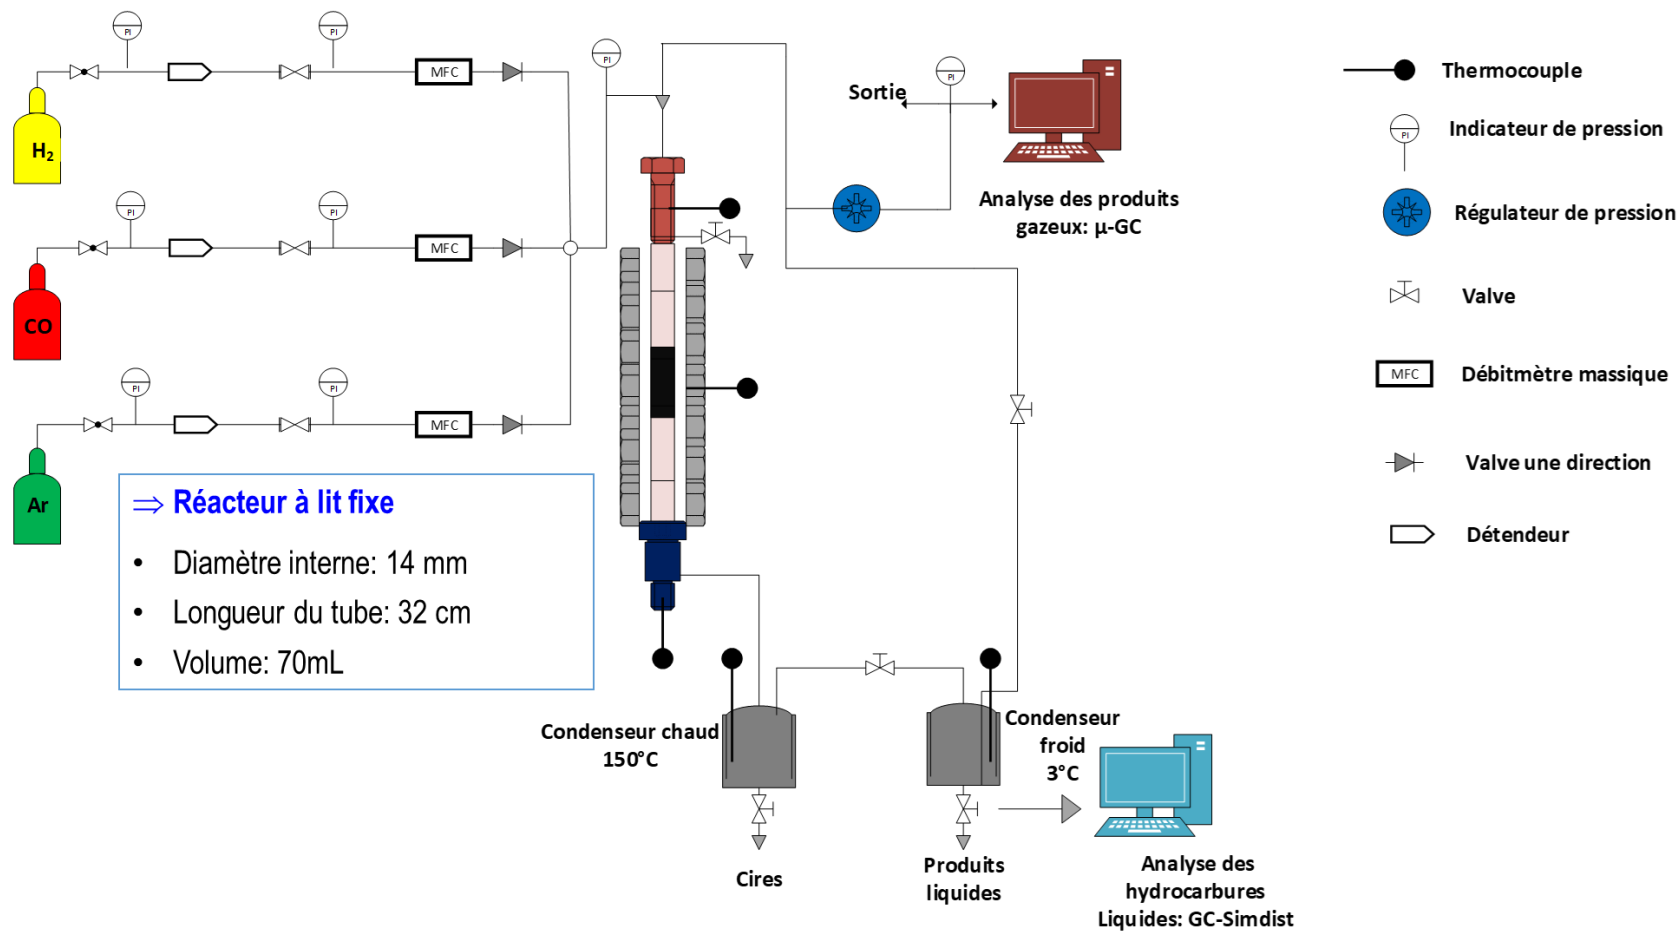 PI
PI
MFC
H2
PI
PI
MFC
CO
PI
PI
MFC
Ar
PI
PI
Sortie
Analyse des produits
gazeux: µ-GC
Thermocouple
PI
Indicateur de pression
Régulateur de pression
Valve
MFC
Débitmètre massique
Valve une direction
Détendeur
⇒ Réacteur à lit fixe
• Diamètre interne: 14 mm
• Longueur du tube: 32 cm
• Volume: 70mL
Condenseur chaud
150°C
Condenseur
froid
3°C
Cires
Produits
liquides
Analyse des
hydrocarbures
Liquides: GC-Simdist